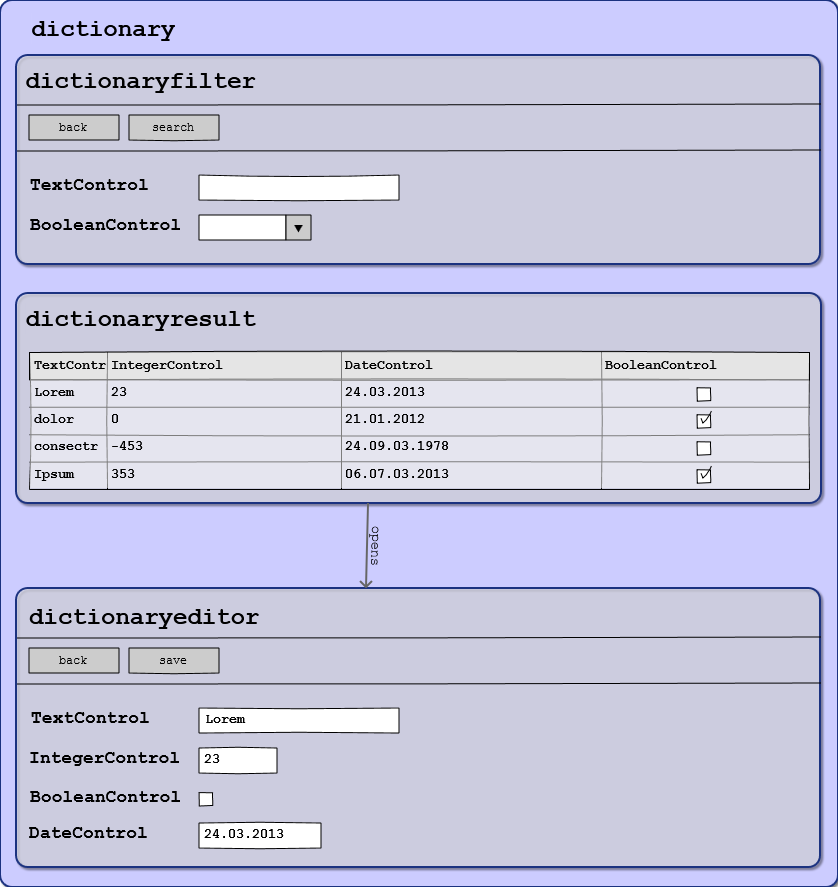 dictionary
dictionaryfilter
back search
TextControl
BooleanControl
dictionaryresult
TextContr IntegerControl DateControl BooleanControl
Lorem 23 24.03.2013
dolor 0 21.01.2012
consectr -453 24.09.03.1978
Ipsum 353 06.07.03.2013
opens
dictionaryeditor
back save
TextControl Lorem
IntegerControl 23
BooleanControl
DateControl 24.03.2013